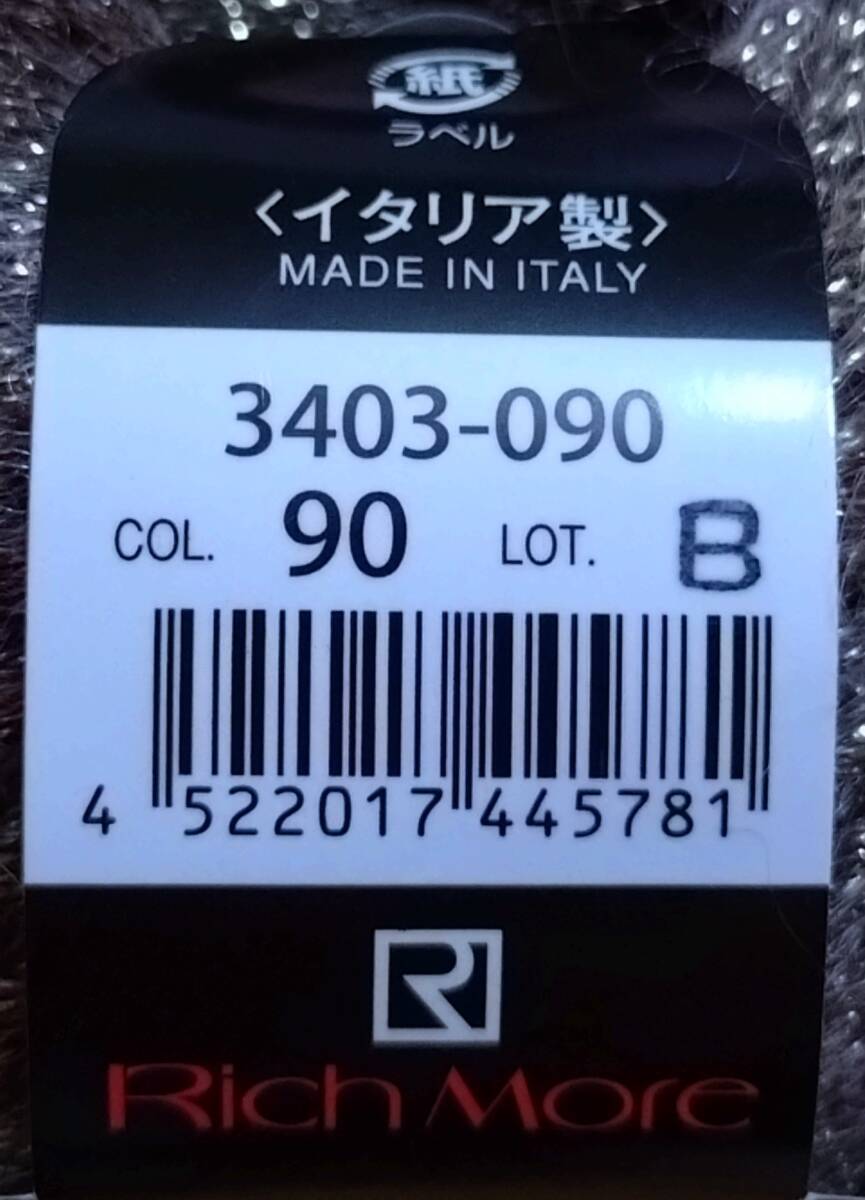 紙
ラベル
〈イタリア製〉
MADE IN ITALY
3403-090
COL. 90 LOT. B
4 522017 445781
R
Rich More